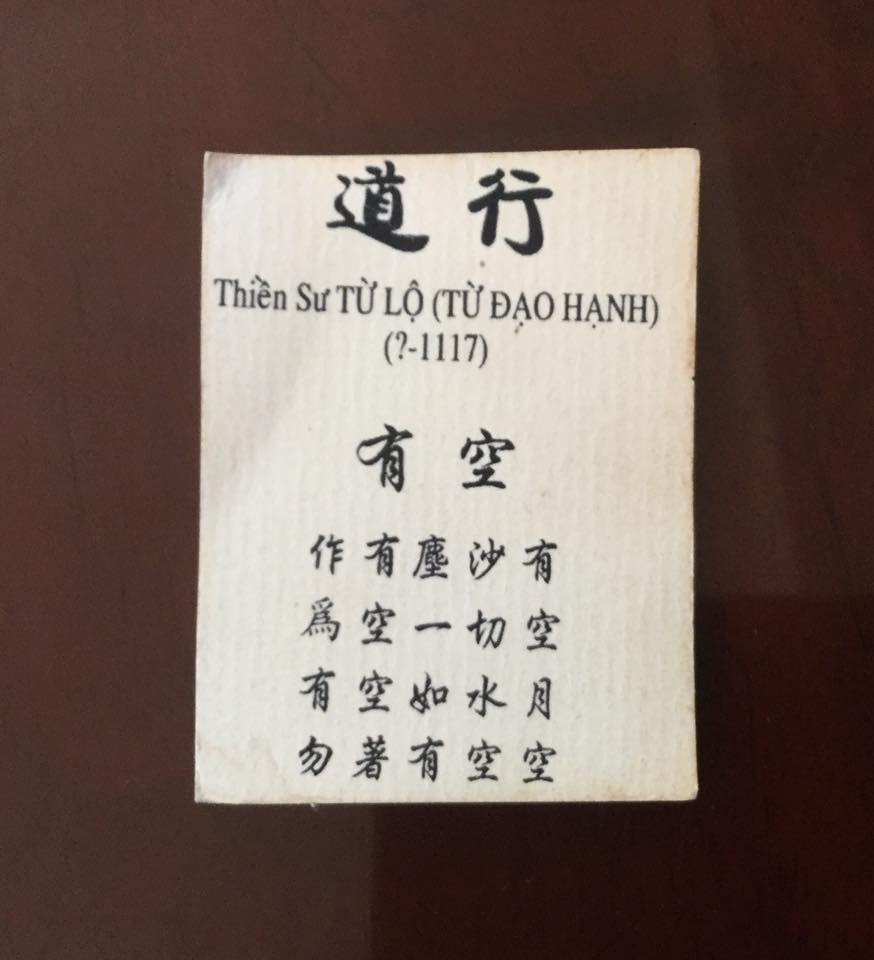 道 行
Thiền Sư TỪ LỘ (TỪ ĐẠO HẠNH)
(?-1117)
有 空
作 有 塵 沙 有
爲 空 一 切 空
有 空 如 水 月
勿 著 有 空 空